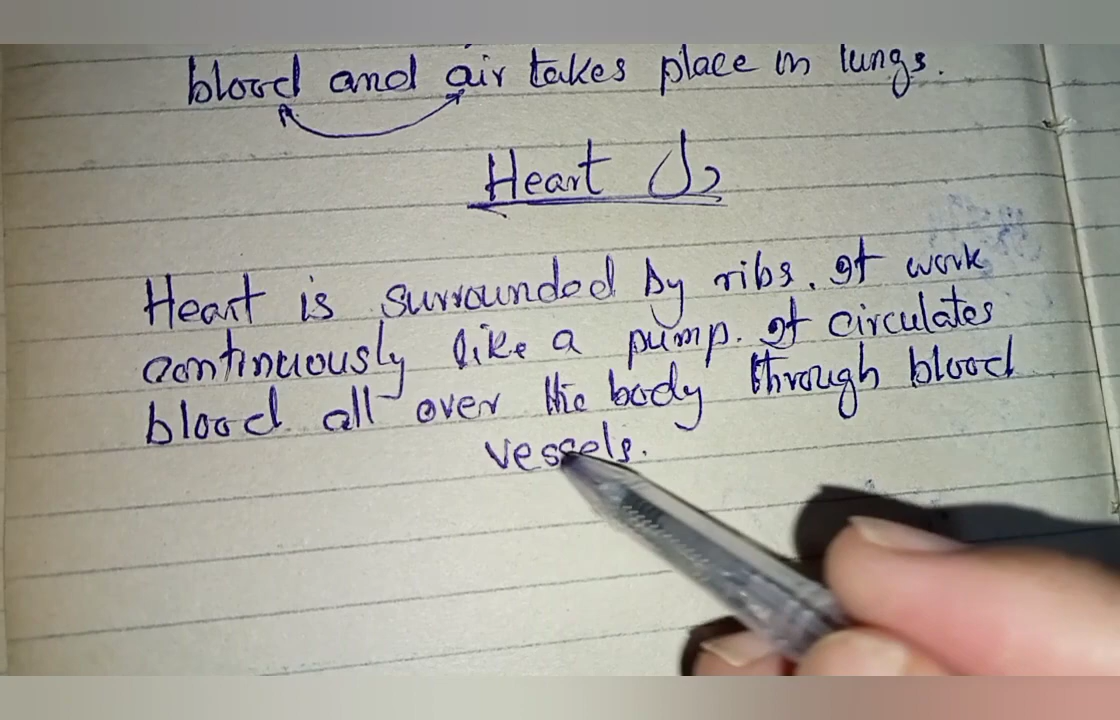 blood and air takes place in lungs.
Heart دل
Heart is surrounded by ribs. It work
continuously like a pump. It circulates
blood all over the body through blood
vessels.